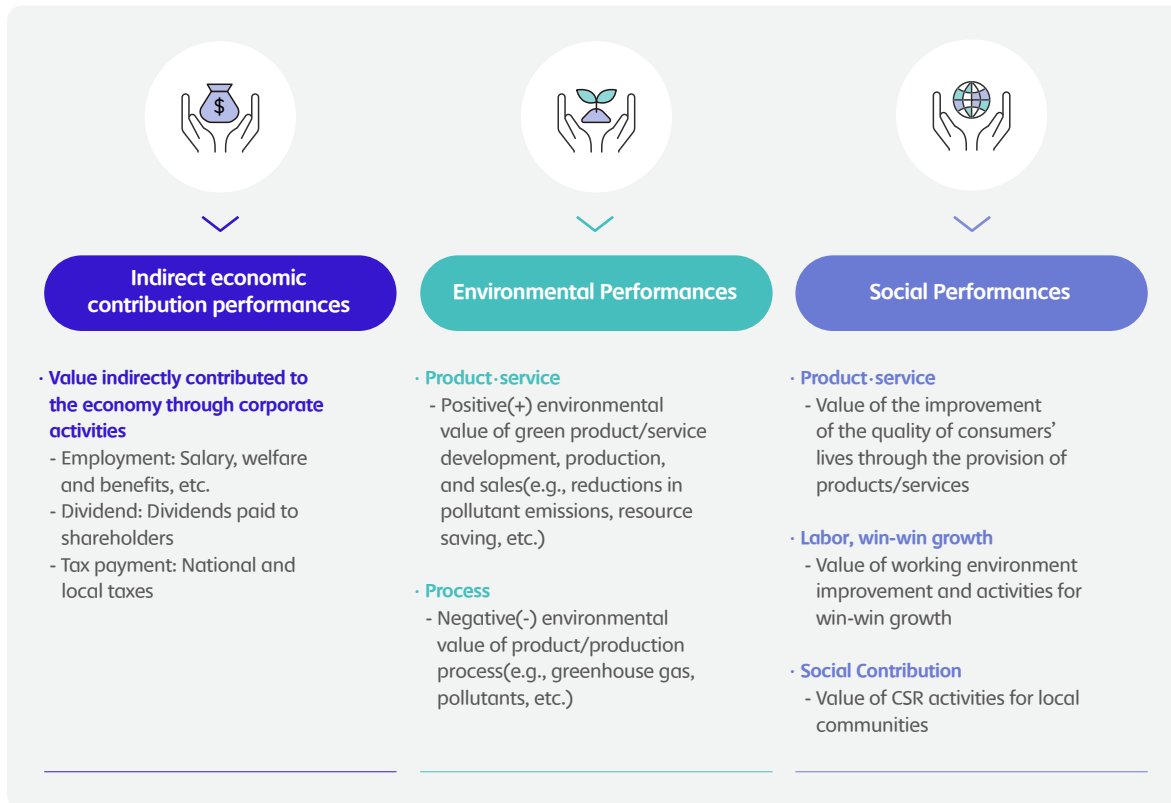 $
Indirect economic
contribution performances
· Value indirectly contributed to
the economy through corporate
activities
- Employment: Salary, welfare
and benefits, etc.
- Dividend: Dividends paid to
shareholders
- Tax payment: National and
local taxes
Environmental Performances
· Product·service
- Positive(+) environmental
value of green product/service
development, production,
and sales(e.g., reductions in
pollutant emissions, resource
saving, etc.)
· Process
- Negative(-) environmental
value of product/production
process(e.g., greenhouse gas,
pollutants, etc.)
Social Performances
· Product·service
- Value of the improvement
of the quality of consumers’
lives through the provision of
products/services
· Labor, win-win growth
- Value of working environment
improvement and activities for
win-win growth
· Social Contribution
- Value of CSR activities for local
communities